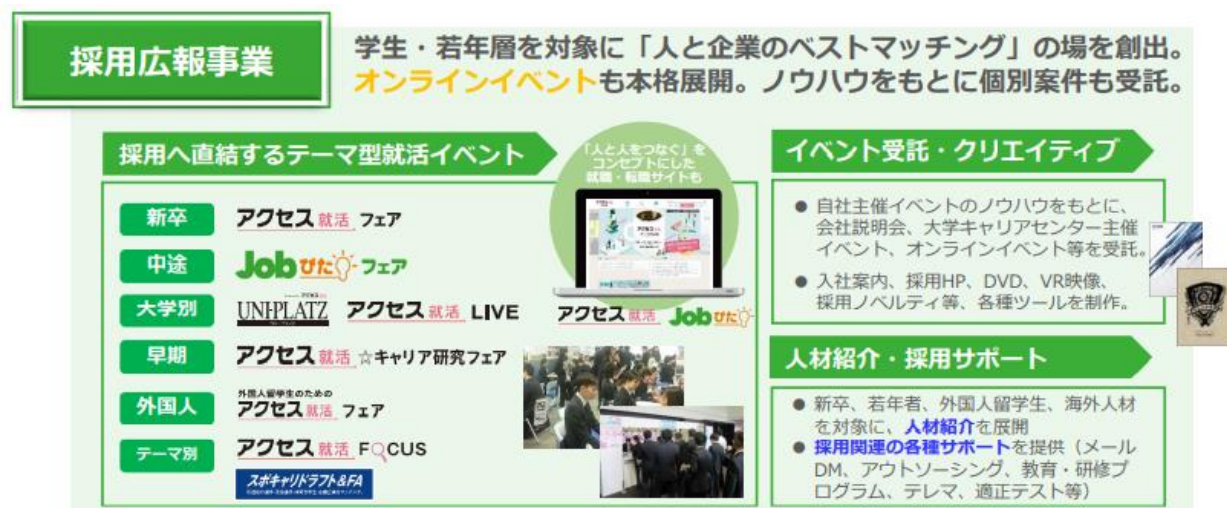 採用広報事業
学生・若年層を対象に「人と企業のベストマッチング」の場を創出。
オンラインイベントも本格展開。ノウハウをもとに個別案件も受託。
採用へ直結するテーマ型就活イベント
「人と人をつなぐ」を
コンセプトにした
就職・転職サイトも
新卒 アクセス就活 フェア
中途 Jobぴた フェア
大学別 UNI-PLATZ アクセス就活 LIVE
アクセス就活 Jobぴた
早期 アクセス就活 ☆キャリア研究フェア
外国人 外国人留学生のための
アクセス就活 フェア
テーマ別 アクセス就活 FOCUS
スポキャリドラフト&FA
イベント受託・クリエイティブ
● 自社主催イベントのノウハウをもとに、
会社説明会、大学キャリアセンター主催
イベント、オンラインイベント等を受託。
● 入社案内、採用HP、DVD、VR映像、
採用ノベルティ等、各種ツールを制作。
人材紹介・採用サポート
● 新卒、若年者、外国人留学生、海外人材
を対象に、人材紹介を展開
● 採用関連の各種サポートを提供（メール
DM、アウトソーシング、教育・研修プ
ログラム、テレマ、適正テスト等）